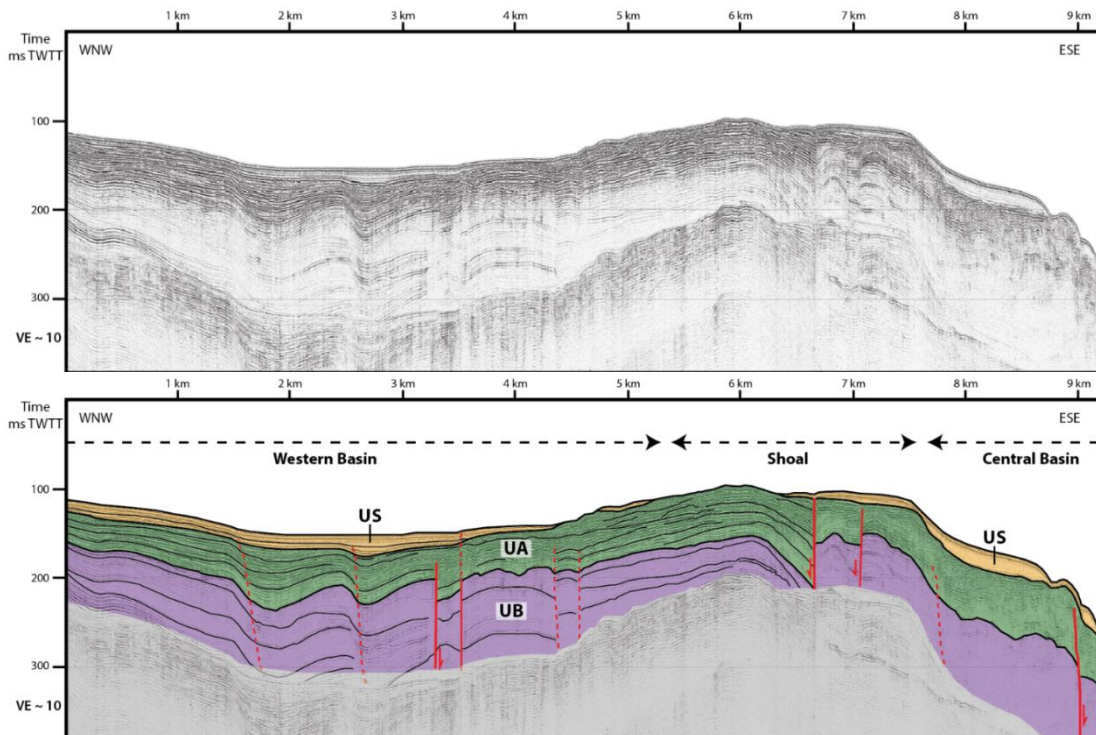 1 km 2 km 3 km 4 km 5 km 6 km 7 km 8 km 9 km
Time
ms TWTT
WNW ESE
100
200
300
VE ~ 10
1 km 2 km 3 km 4 km 5 km 6 km 7 km 8 km 9 km
Time
ms TWTT
WNW ESE
Western Basin Shoal Central Basin
100
US
US
UA
200
UB
300
VE ~ 10